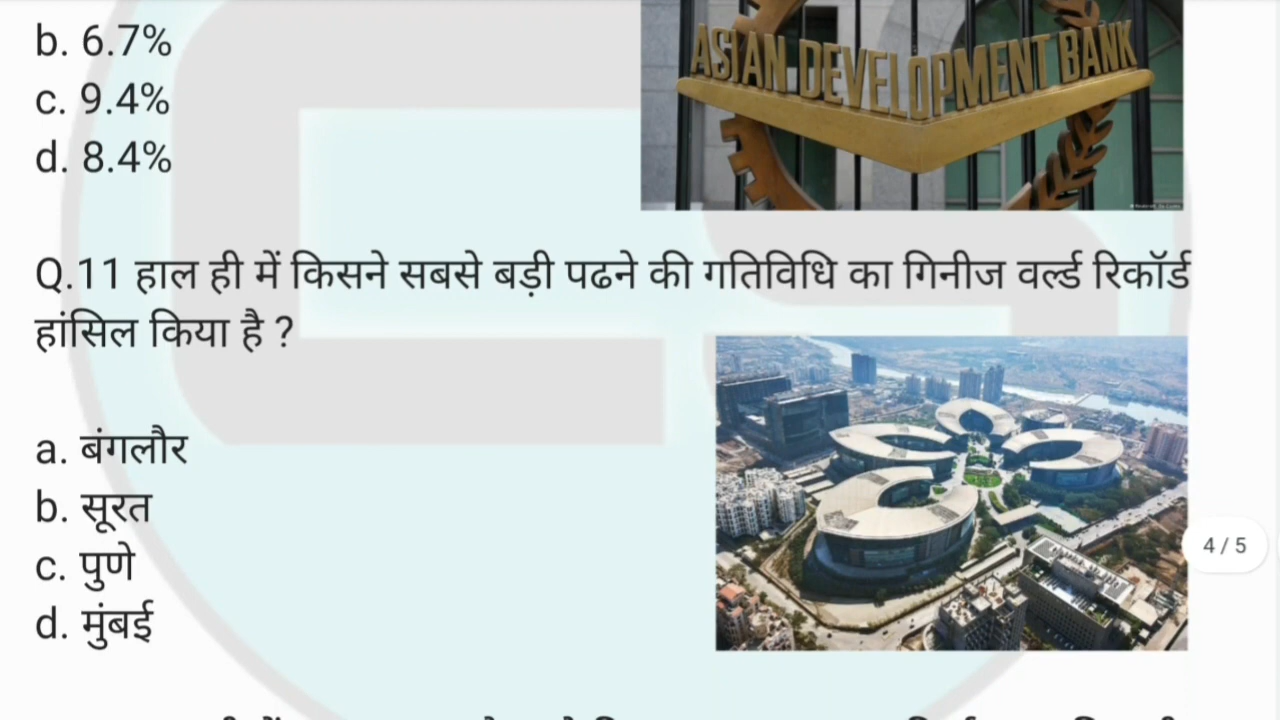 b. 6.7%
c. 9.4%
d. 8.4%
ASIAN DEVELOPMENT BANK
Q.11 हाल ही में किसने सबसे बड़ी पढने की गतिविधि का गिनीज वर्ल्ड रिकॉर्ड
हांसिल किया है ?
a. बंगलौर
b. सूरत
c. पुणे
d. मुंबई
4 / 5